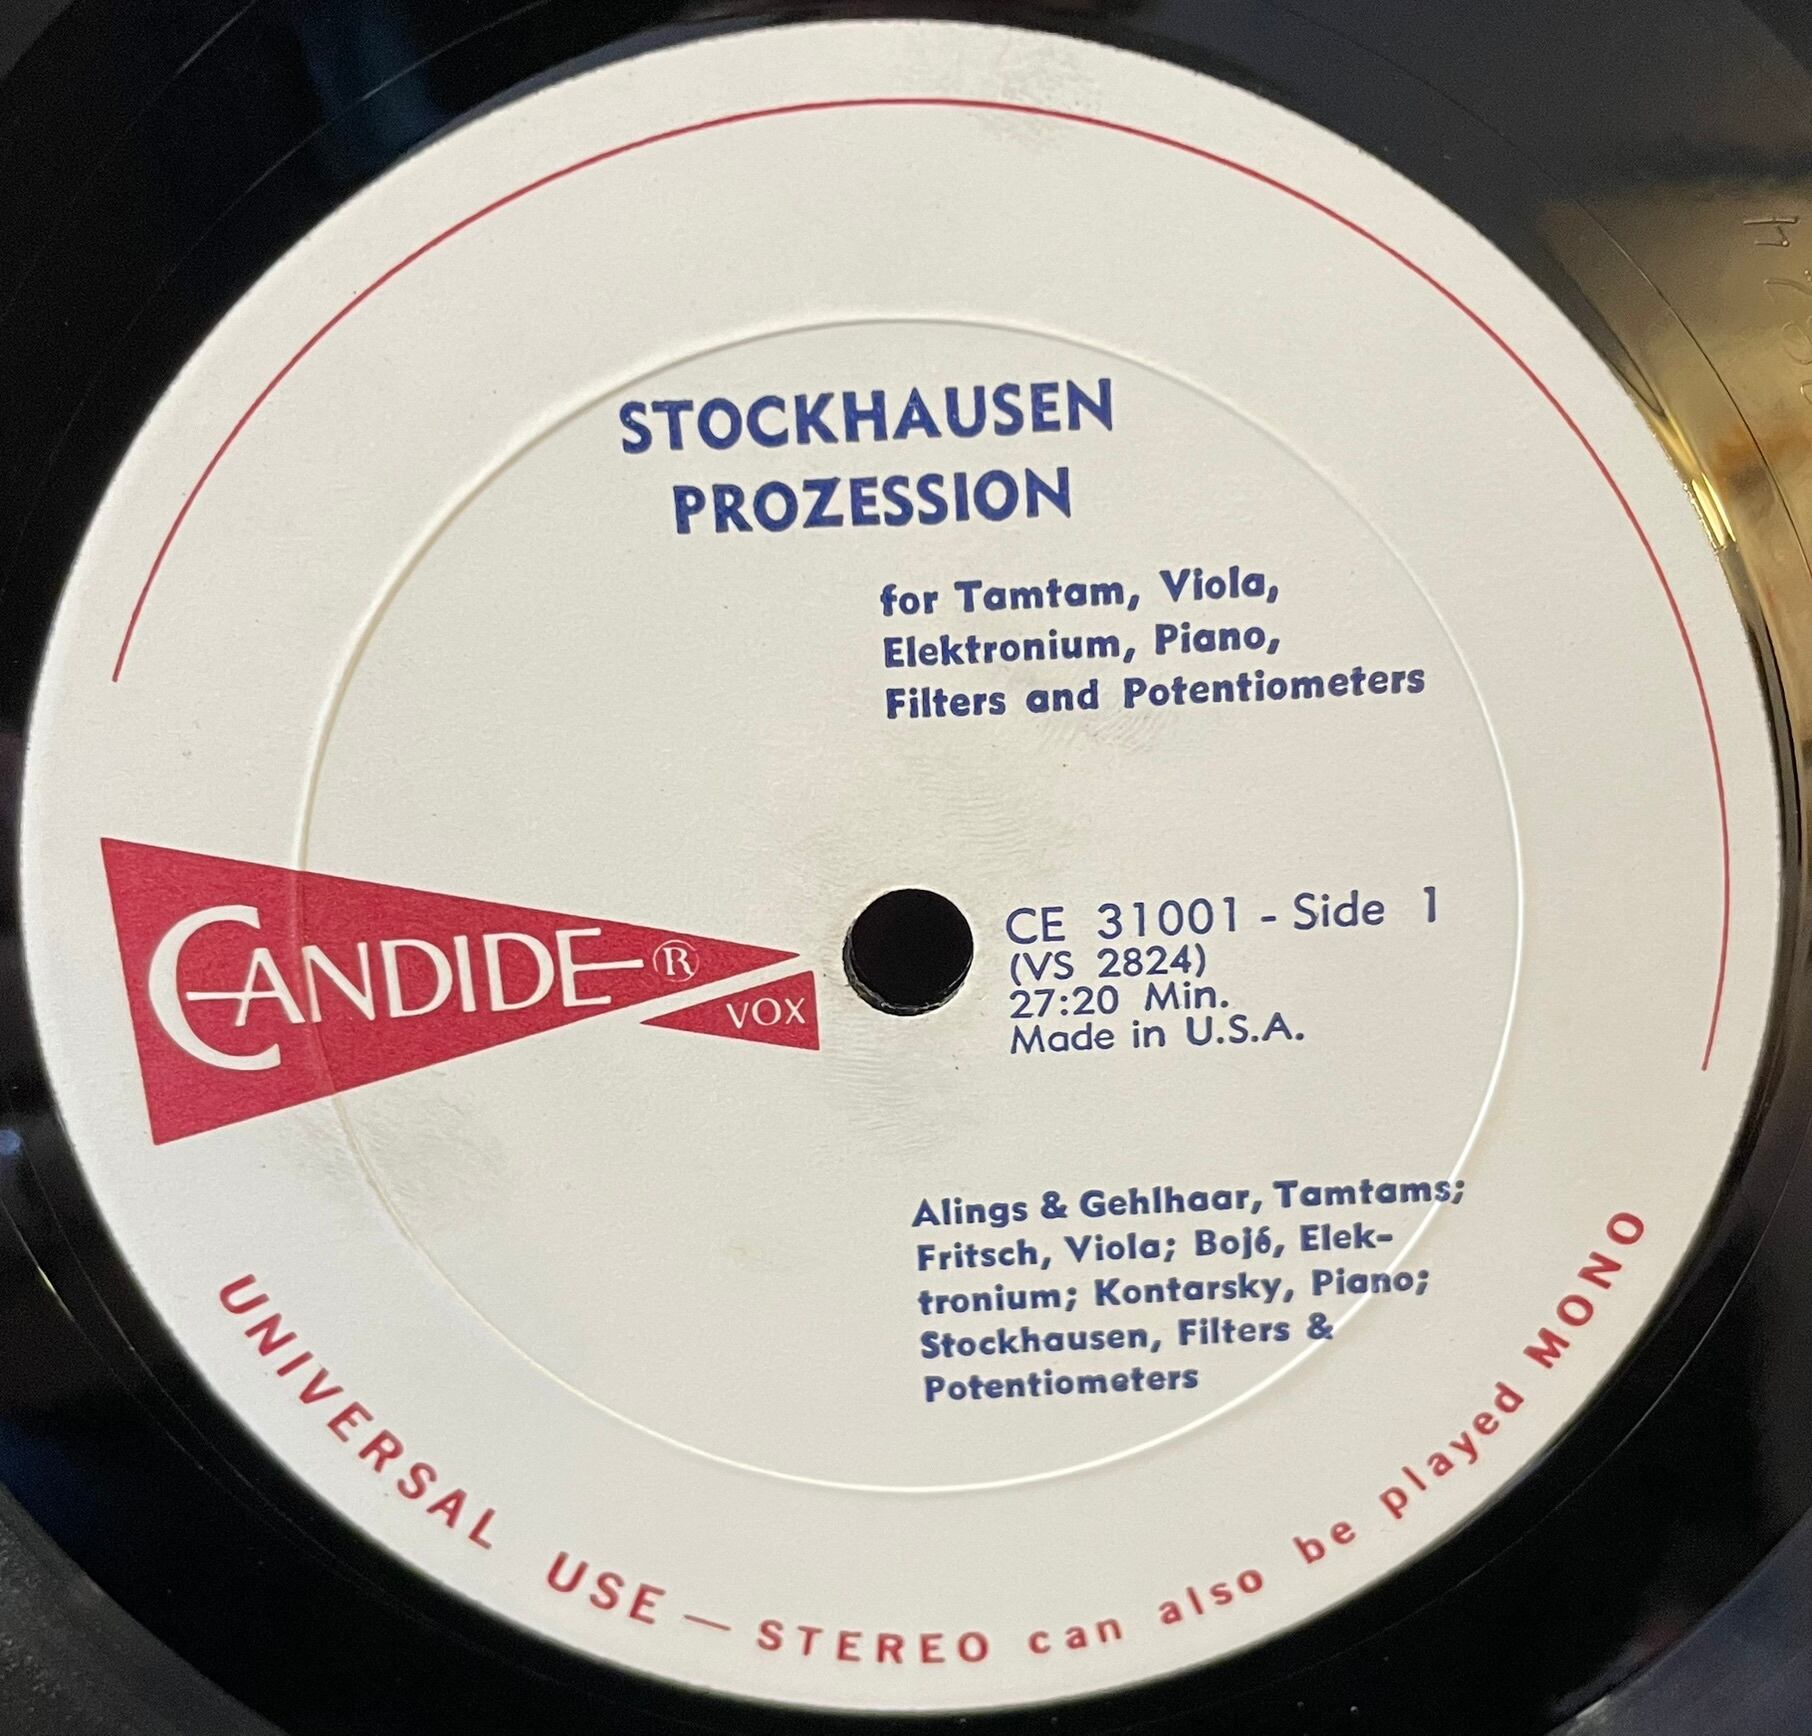 STOCKHAUSEN
PROZESSION
for Tamtam, Viola,
Elektronium, Piano,
Filters and Potentiometers
CANDIDE ®
VOX
CE 31001 - Side 1
(VS 2824)
27:20 Min.
Made in U.S.A.
Alings & Gehlhaar, Tamtams;
Fritsch, Viola; Bojé, Elek-
tronium; Kontarsky, Piano;
Stockhausen, Filters &
Potentiometers
UNIVERSAL USE — STEREO can also be played MONO